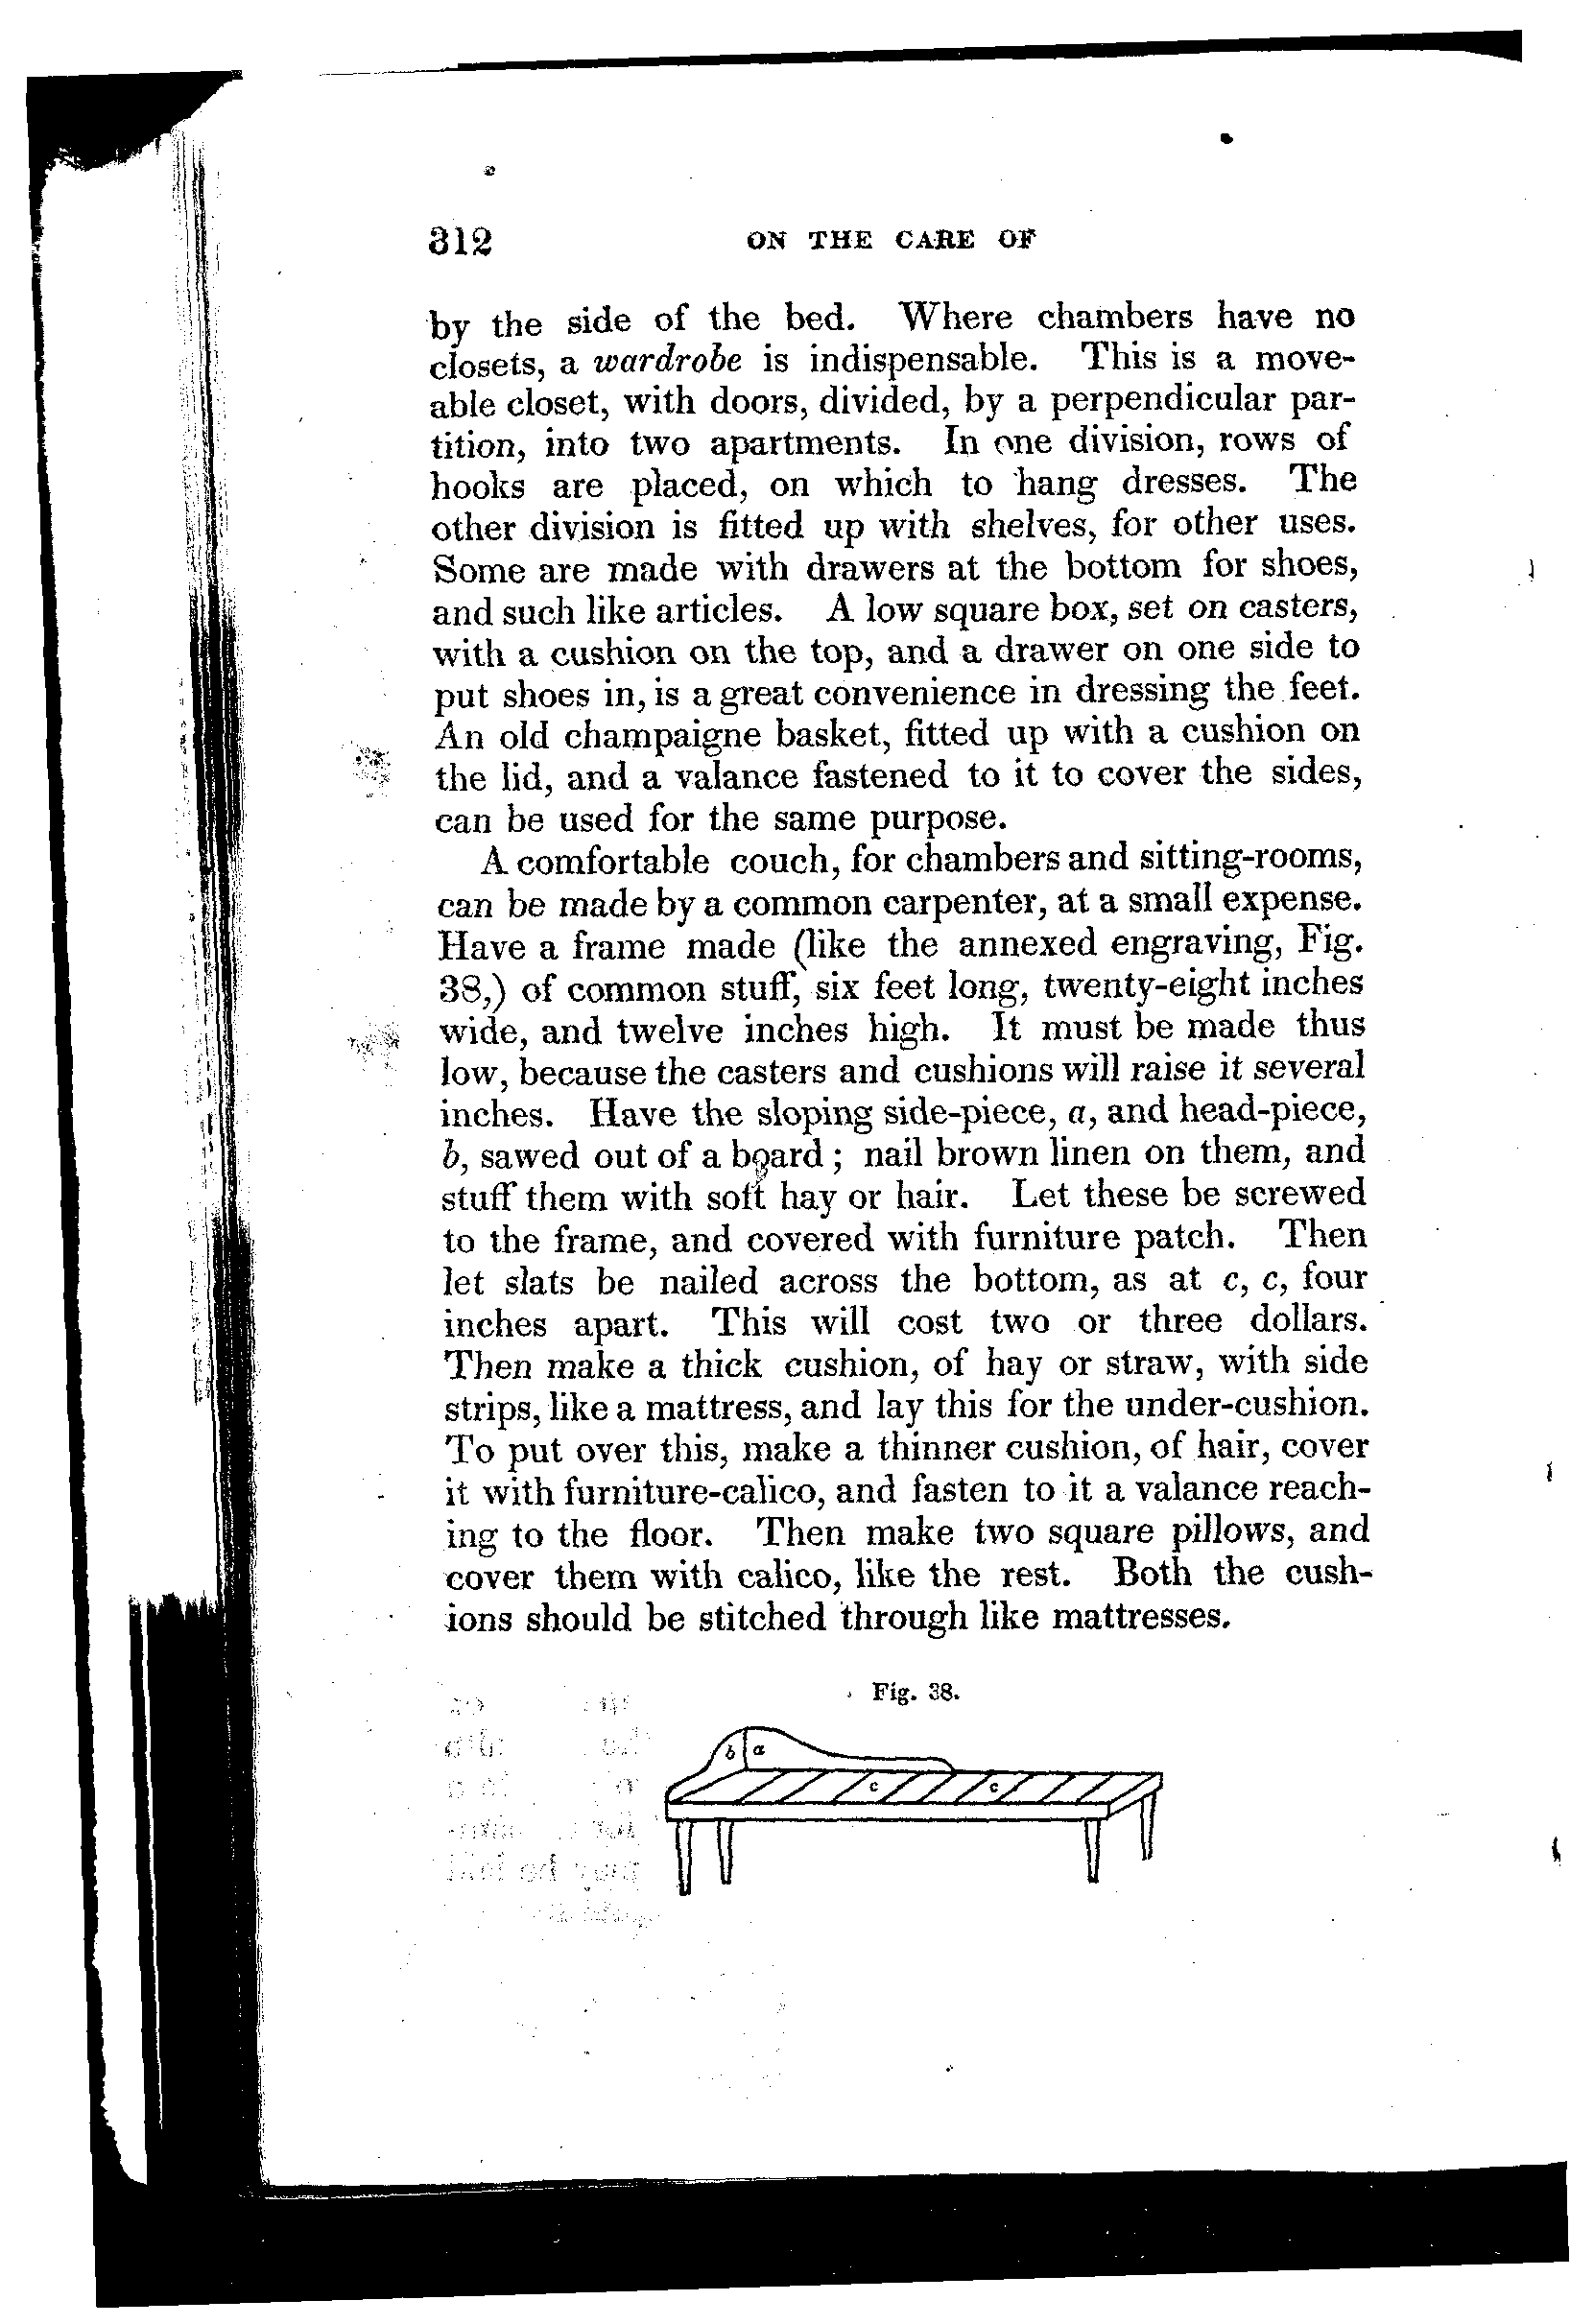 312 ON THE CARE OF
by the side of the bed. Where chambers have no
closets, a wardrobe is indispensable. This is a move-
able closet, with doors, divided, by a perpendicular par-
tition, into two apartments. In one division, rows of
hooks are placed, on which to hang dresses. The
other division is fitted up with shelves, for other uses.
Some are made with drawers at the bottom for shoes,
and such like articles. A low square box, set on casters,
with a cushion on the top, and a drawer on one side to
put shoes in, is a great convenience in dressing the feet.
An old champaigne basket, fitted up with a cushion on
the lid, and a valance fastened to it to cover the sides,
can be used for the same purpose.
A comfortable couch, for chambers and sitting-rooms,
can be made by a common carpenter, at a small expense.
Have a frame made (like the annexed engraving, Fig.
38,) of common stuff, six feet long, twenty-eight inches
wide, and twelve inches high. It must be made thus
low, because the casters and cushions will raise it several
inches. Have the sloping side-piece, a, and head-piece,
b, sawed out of a board; nail brown linen on them, and
stuff them with soft hay or hair. Let these be screwed
to the frame, and covered with furniture patch. Then
let slats be nailed across the bottom, as at c, c, four
inches apart. This will cost two or three dollars.
Then make a thick cushion, of hay or straw, with side
strips, like a mattress, and lay this for the under-cushion.
To put over this, make a thinner cushion, of hair, cover
it with furniture-calico, and fasten to it a valance reach-
ing to the floor. Then make two square pillows, and
cover them with calico, like the rest. Both the cush-
ions should be stitched through like mattresses.
Fig. 38.
b a
c c